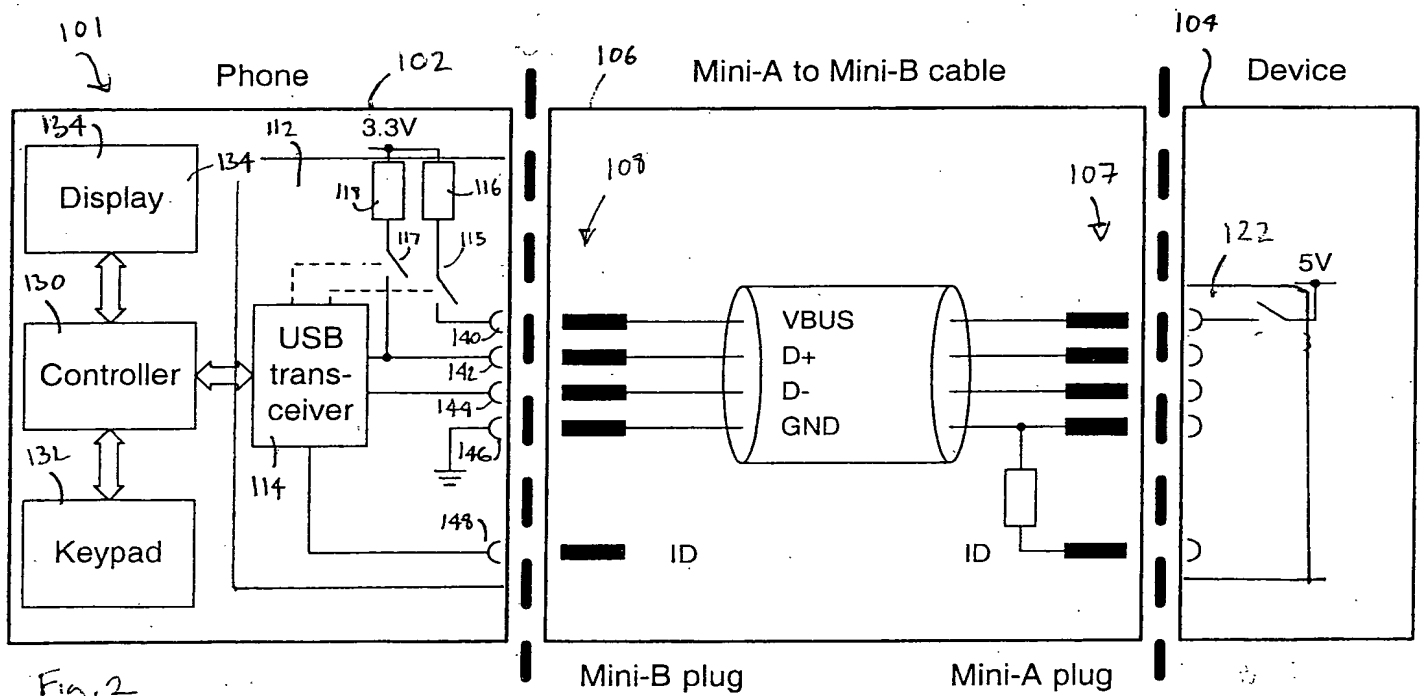 101
Phone
102
106
Mini-A to Mini-B cable
104
Device
134
134
112
3.3V
Display
118
116
108
107
117
115
122
5V
130
Controller
USB
trans-
ceiver
140
142
144
146
VBUS
D+
D-
GND
132
114
148
Keypad
ID
ID
Fig. 2
Mini-B plug
Mini-A plug